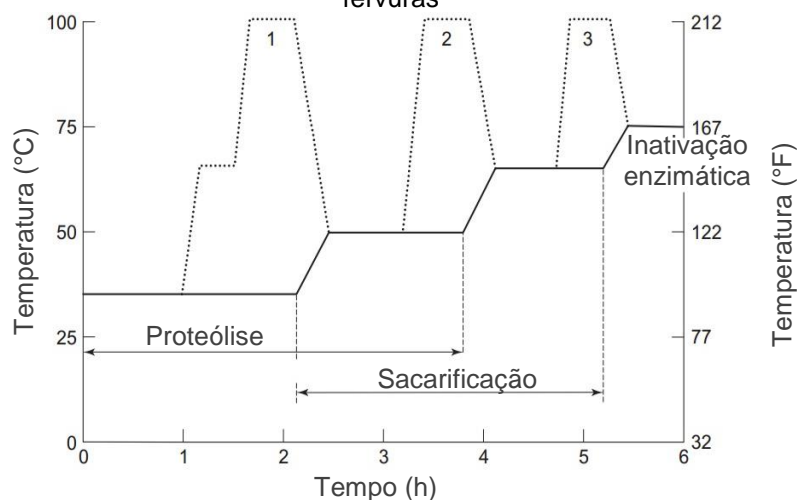 fervuras
100
212
1
2
3
75
167
Inativação
enzimática
Temperatura (°C)
Temperatura (°F)
50
122
Proteólise
25
77
Sacarificação
0
32
0 1 2 3 4 5 6
Tempo (h)